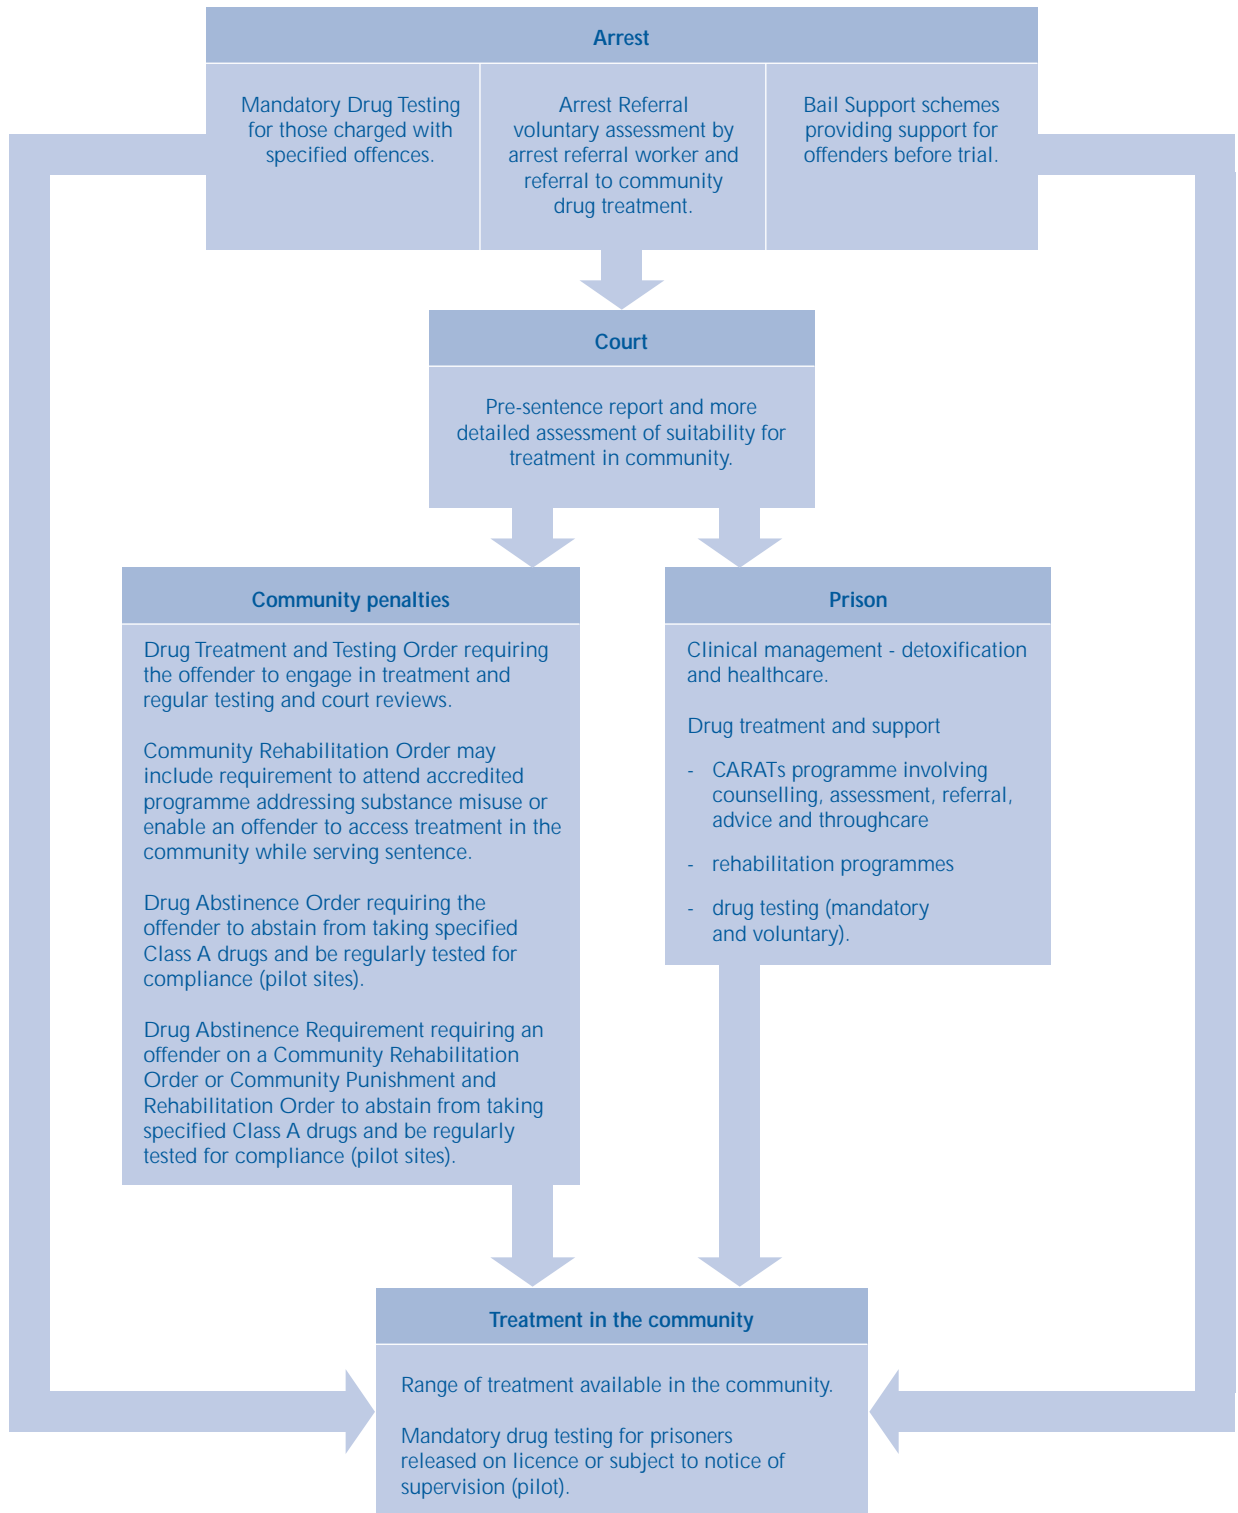 Arrest
Mandatory Drug Testing
for those charged with
specified offences.
Arrest Referral
voluntary assessment by
arrest referral worker and
referral to community
drug treatment.
Bail Support schemes
providing support for
offenders before trial.
Court
Pre-sentence report and more
detailed assessment of suitability for
treatment in community.
Community penalties
Drug Treatment and Testing Order requiring
the offender to engage in treatment and
regular testing and court reviews.
Community Rehabilitation Order may
include requirement to attend accredited
programme addressing substance misuse or
enable an offender to access treatment in the
community while serving sentence.
Drug Abstinence Order requiring the
offender to abstain from taking specified
Class A drugs and be regularly tested for
compliance (pilot sites).
Drug Abstinence Requirement requiring an
offender on a Community Rehabilitation
Order or Community Punishment and
Rehabilitation Order to abstain from taking
specified Class A drugs and be regularly
tested for compliance (pilot sites).
Prison
Clinical management - detoxification
and healthcare.
Drug treatment and support
- CARATs programme involving
counselling, assessment, referral,
advice and throughcare
- rehabilitation programmes
- drug testing (mandatory
and voluntary).
Treatment in the community
Range of treatment available in the community.
Mandatory drug testing for prisoners
released on licence or subject to notice of
supervision (pilot).